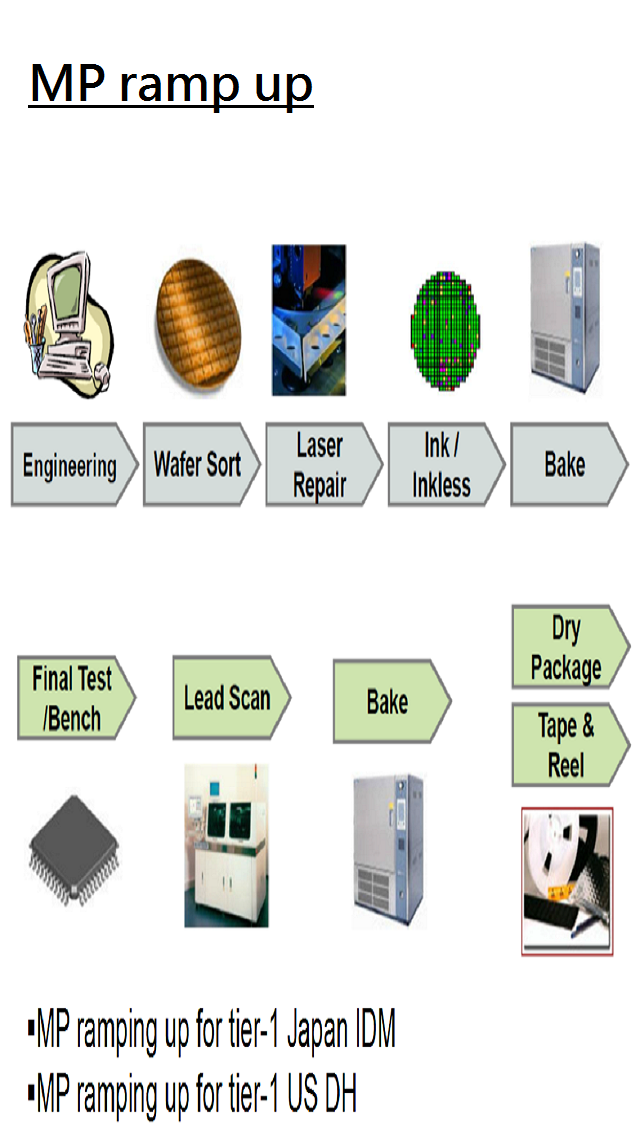 MP ramp up
Engineering
Wafer Sort
Laser
Repair
Ink /
Inkless
Bake
Final Test
/Bench
Lead Scan
Bake
Dry
Package
Tape &
Reel
▪MP ramping up for tier-1 Japan IDM
▪MP ramping up for tier-1 US DH